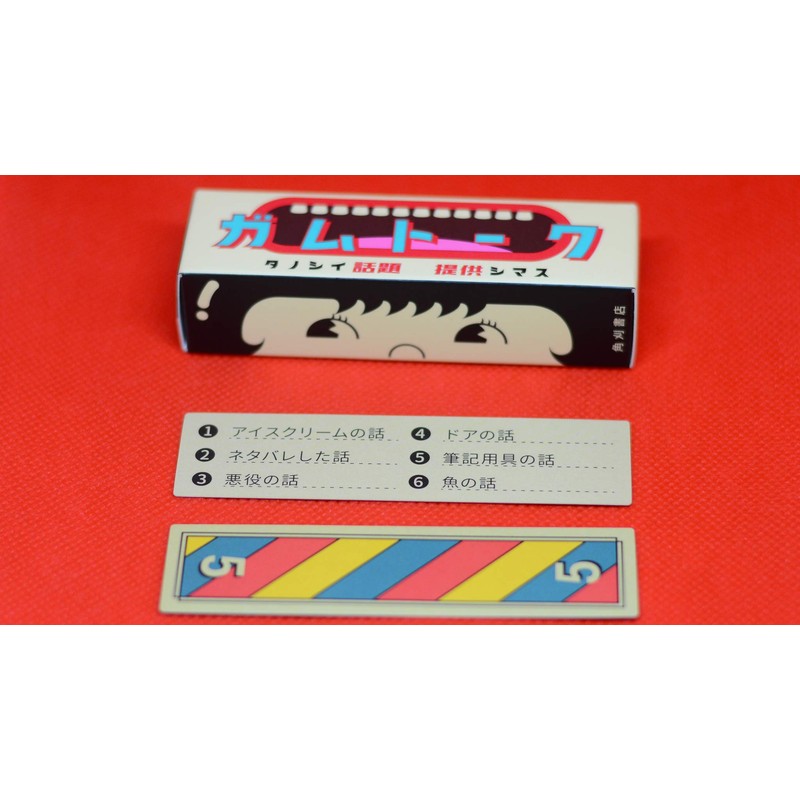 ガムトーク
タノシイ話題 提供シマス
!
角刈書店
❶ アイスクリームの話
❷ ネタバレした話
❸ 悪役の話
❹ ドアの話
❺ 筆記用具の話
❻ 魚の話
5 5